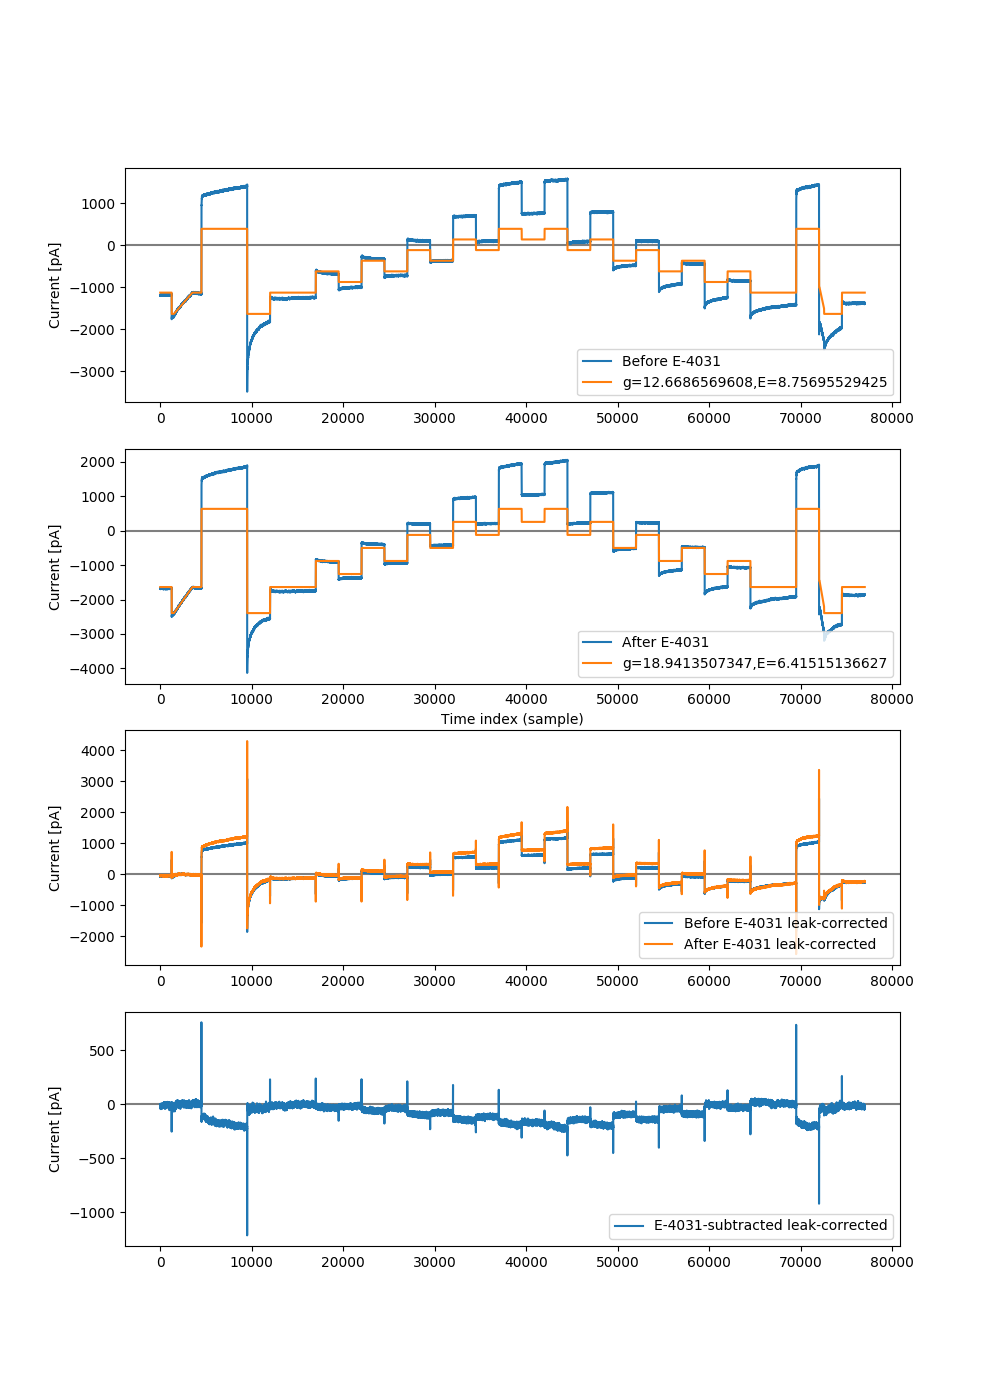 1000
0
−1000
−2000
−3000
Current [pA]
Before E-4031
g=12.6686569608,E=8.75695529425
0 10000 20000 30000 40000 50000 60000 70000 80000
2000
1000
0
−1000
−2000
−3000
−4000
Current [pA]
After E-4031
g=18.9413507347,E=6.41515136627
0 10000 20000 30000 40000 50000 60000 70000 80000
Time index (sample)
4000
3000
2000
1000
0
−1000
−2000
Current [pA]
Before E-4031 leak-corrected
After E-4031 leak-corrected
0 10000 20000 30000 40000 50000 60000 70000 80000
500
0
−500
−1000
Current [pA]
E-4031-subtracted leak-corrected
0 10000 20000 30000 40000 50000 60000 70000 80000